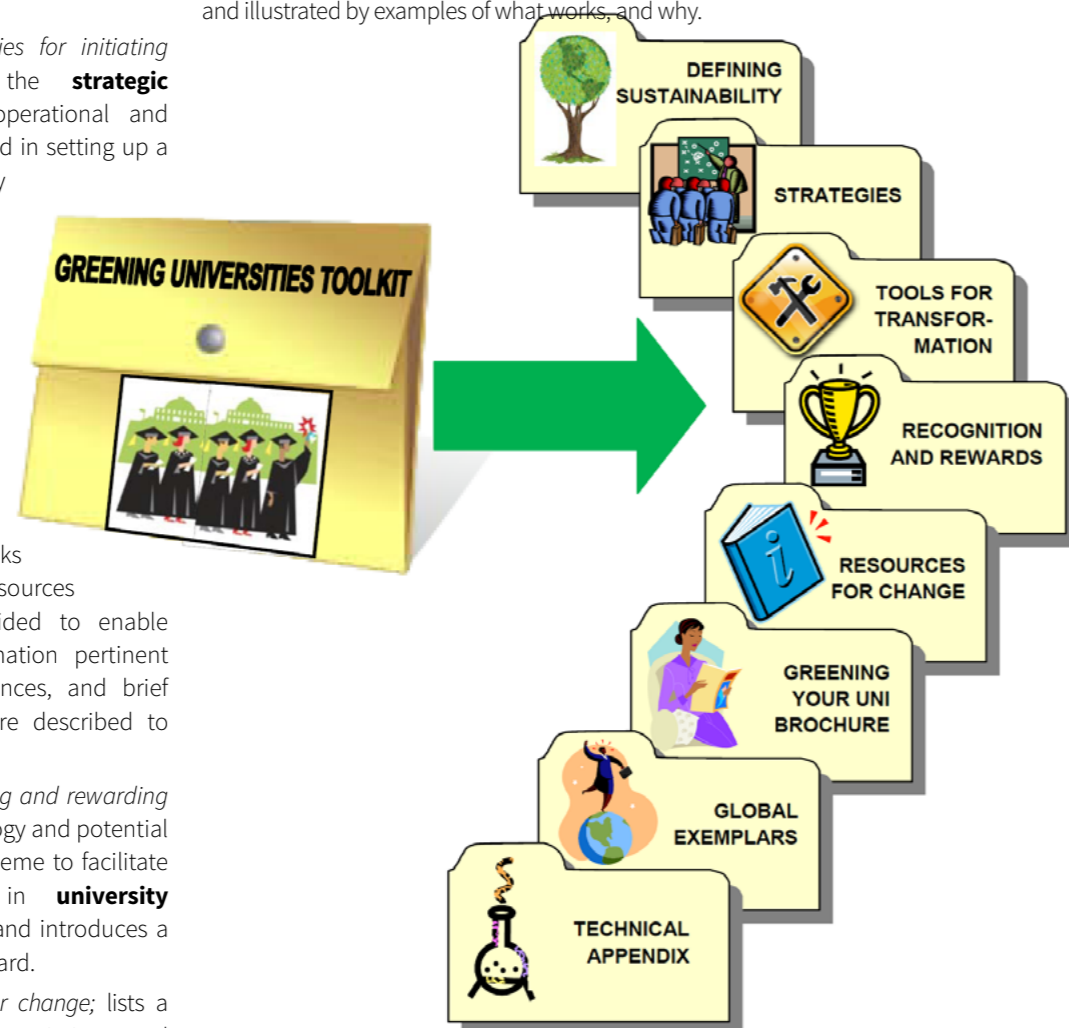 and illustrated by examples of what works, and why.
ies for initiating
the strategic
operational and
d in setting up a
y
ks
sources
ided to enable
nation pertinent
nces, and brief
re described to
g and rewarding
ogy and potential
eme to facilitate
in university
and introduces a
ard.
r change; lists a
GREENING UNIVERSITIES TOOLKIT
DEFINING
SUSTAINABILITY
STRATEGIES
TOOLS FOR
TRANSFOR-
MATION
RECOGNITION
AND REWARDS
i
RESOURCES
FOR CHANGE
GREENING
YOUR UNI
BROCHURE
GLOBAL
EXEMPLARS
TECHNICAL
APPENDIX